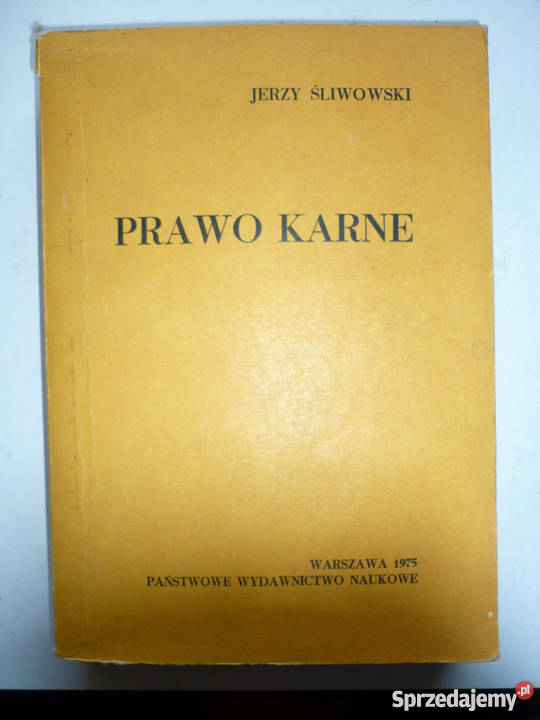 JERZY ŚLIWOWSKI
PRAWO KARNE
WARSZAWA 1975
PAŃSTWOWE WYDAWNICTWO NAUKOWE
Sprzedajemy.pl